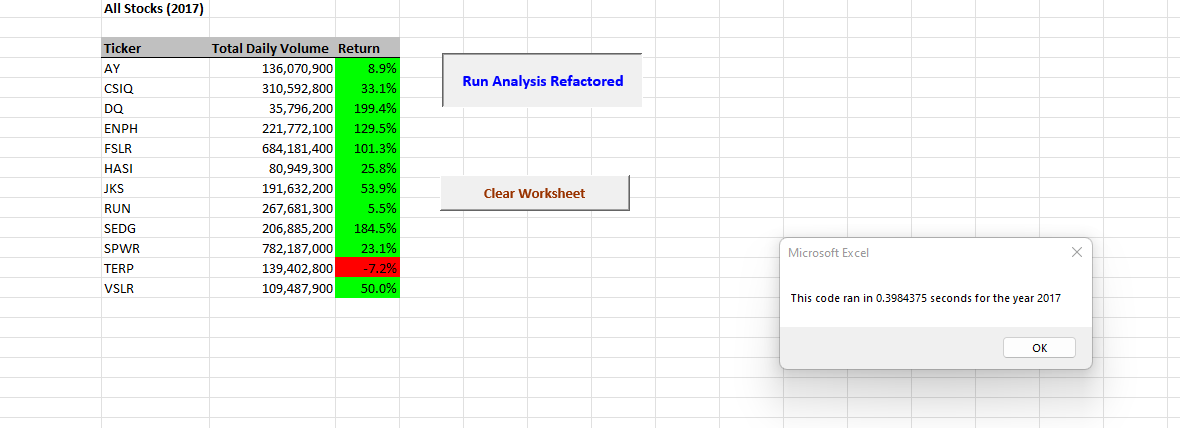 All Stocks (2017)
Ticker Total Daily Volume Return
AY 136,070,900 8.9%
CSIQ 310,592,800 33.1%
DQ 35,796,200 199.4%
ENPH 221,772,100 129.5%
FSLR 684,181,400 101.3%
HASI 80,949,300 25.8%
JKS 191,632,200 53.9%
RUN 267,681,300 5.5%
SEDG 206,885,200 184.5%
SPWR 782,187,000 23.1%
TERP 139,402,800 -7.2%
VSLR 109,487,900 50.0%
Run Analysis Refactored
Clear Worksheet
Microsoft Excel
This code ran in 0.3984375 seconds for the year 2017
OK